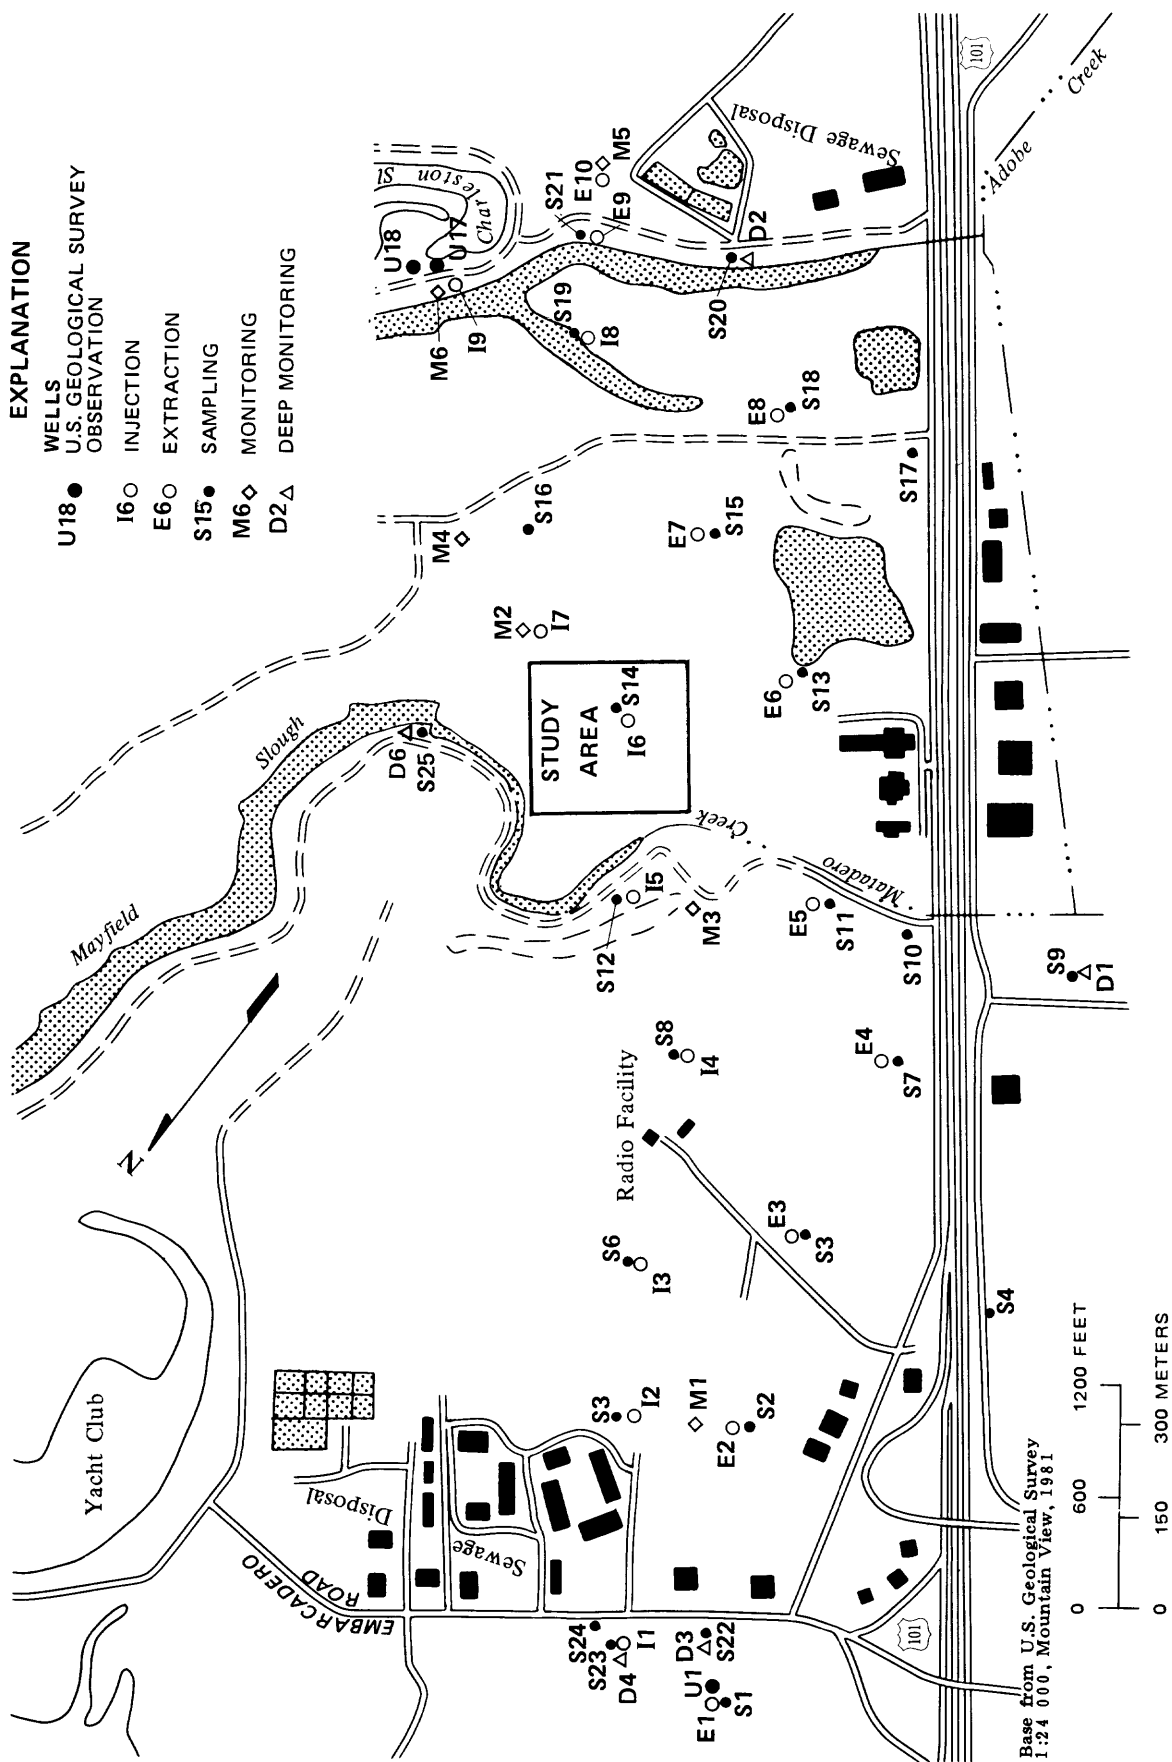 EXPLANATION
WELLS
U18 U.S. GEOLOGICAL SURVEY
OBSERVATION
I6 INJECTION
E6 EXTRACTION
S15 SAMPLING
M6 MONITORING
D2 DEEP MONITORING
Yacht Club
Mayfield
Slough
N
EMBARCADERO
ROAD
Disposal
Sewage
Radio Facility
STUDY
AREA
S14
I6
Charleston
Sl
U18
U17
M6
I9
S21
E10
M5
E9
S19
I8
D2
S20
Sewage Disposal
E8
S18
S17
M4
S16
E7
S15
M2
I7
E6
S13
D6
S25
Creek
Matadero
S12
I5
M3
E5
S11
S10
S9
D1
S8
I4
E4
S7
S6
I3
E3
S3
S4
S3
I2
M1
E2
S2
S24
S23
D4
I1
D3
S22
U1
E1
S1
101
101
Adobe
Creek
Base from U.S. Geological Survey
1:24 000, Mountain View, 1981
0 600 1200 FEET
0 150 300 METERS